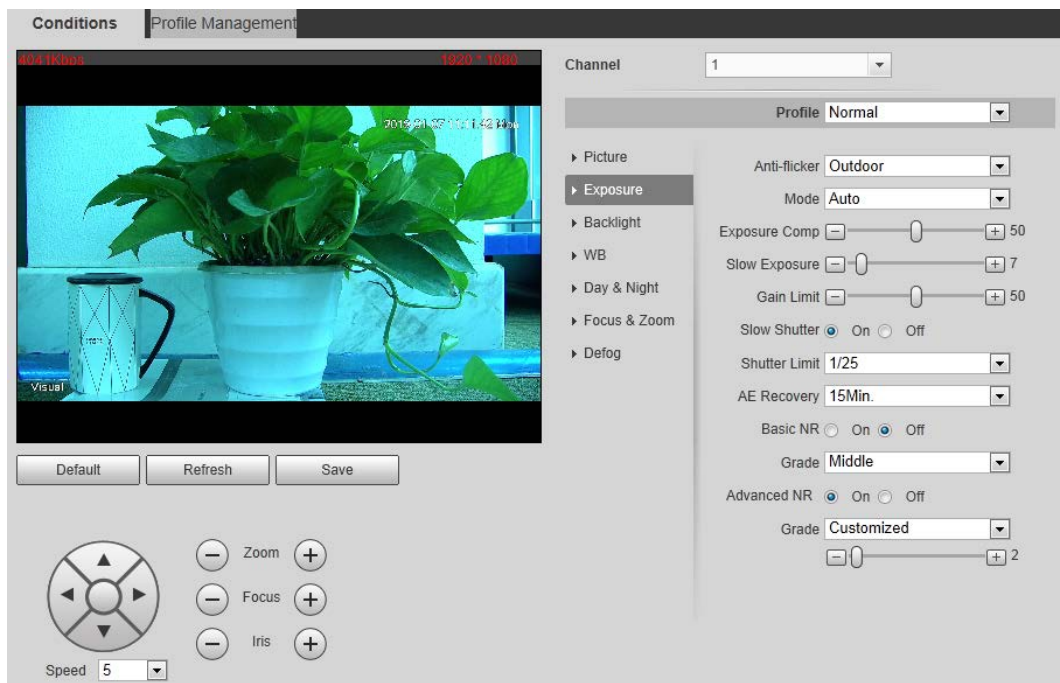 Conditions
Profile Management
4041Kbps
1920 * 1080
Visual
Default
Refresh
Save
Zoom
Focus
Iris
Speed 5
Channel 1
Profile Normal
Picture
Exposure
Backlight
WB
Day & Night
Focus & Zoom
Defog
Anti-flicker Outdoor
Mode Auto
Exposure Comp 50
Slow Exposure 7
Gain Limit 50
Slow Shutter On Off
Shutter Limit 1/25
AE Recovery 15Min.
Basic NR On Off
Grade Middle
Advanced NR On Off
Grade Customized
2